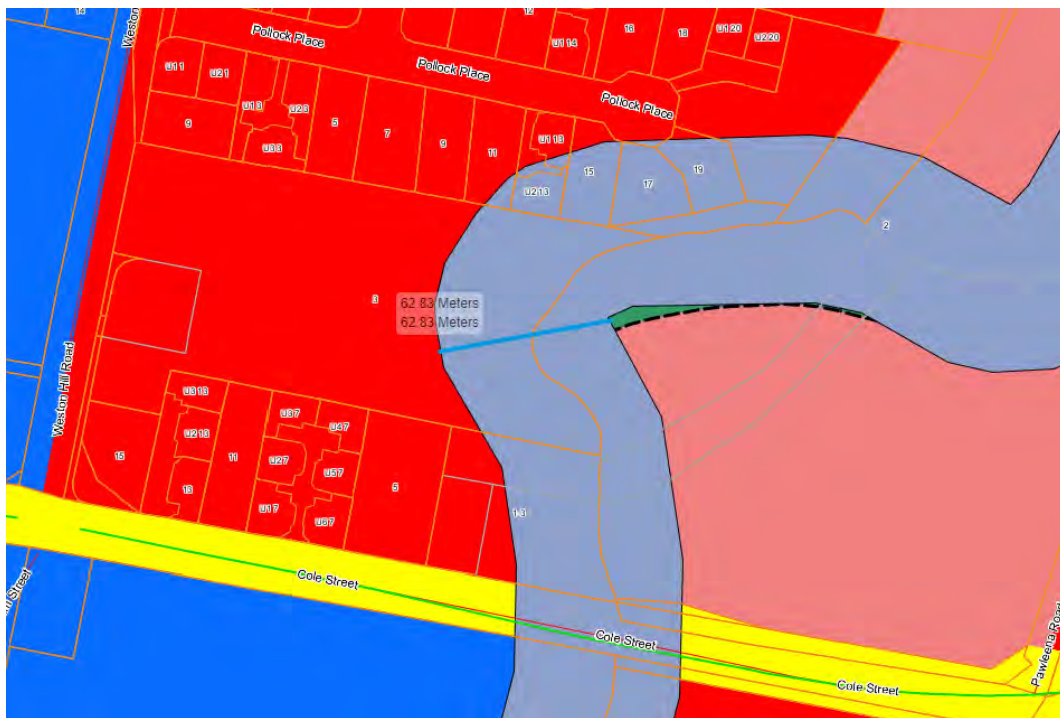 14
Weston
Pollock Place
12
U1 14
16
18
U1 20
U2 20
Pollock Place
Pollock Place
U1 1
U2 1
U1 3
U2 3
9
U3 3
5
7
9
11
U1 13
U2 13
15
17
19
2
3
62.83 Meters
62.83 Meters
Weston Hill Road
U3 13
U2 13
13
15
11
U3 7
U4 7
U2 7
U5 7
U1 7
U6 7
5
1-3
Cole Street
Cole Street
Cole Street
Street
Pawleena Road